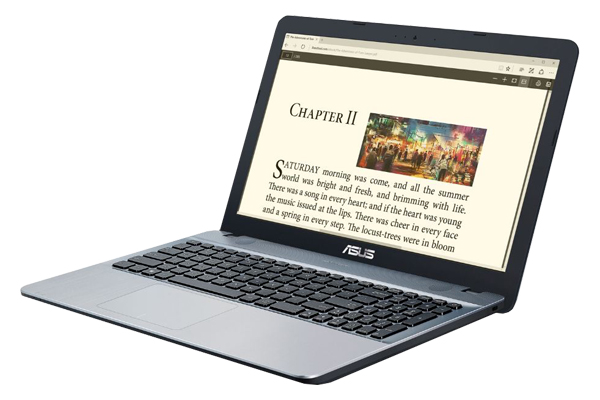 CHAPTER II
SATURDAY morning was come, and all the summer
world was bright and fresh, and brimming with life.
There was a song in every heart; and if the heart was young
the music issued at the lips. There was cheer in every face
and a spring in every step. The locust-trees were in bloom
ASUS